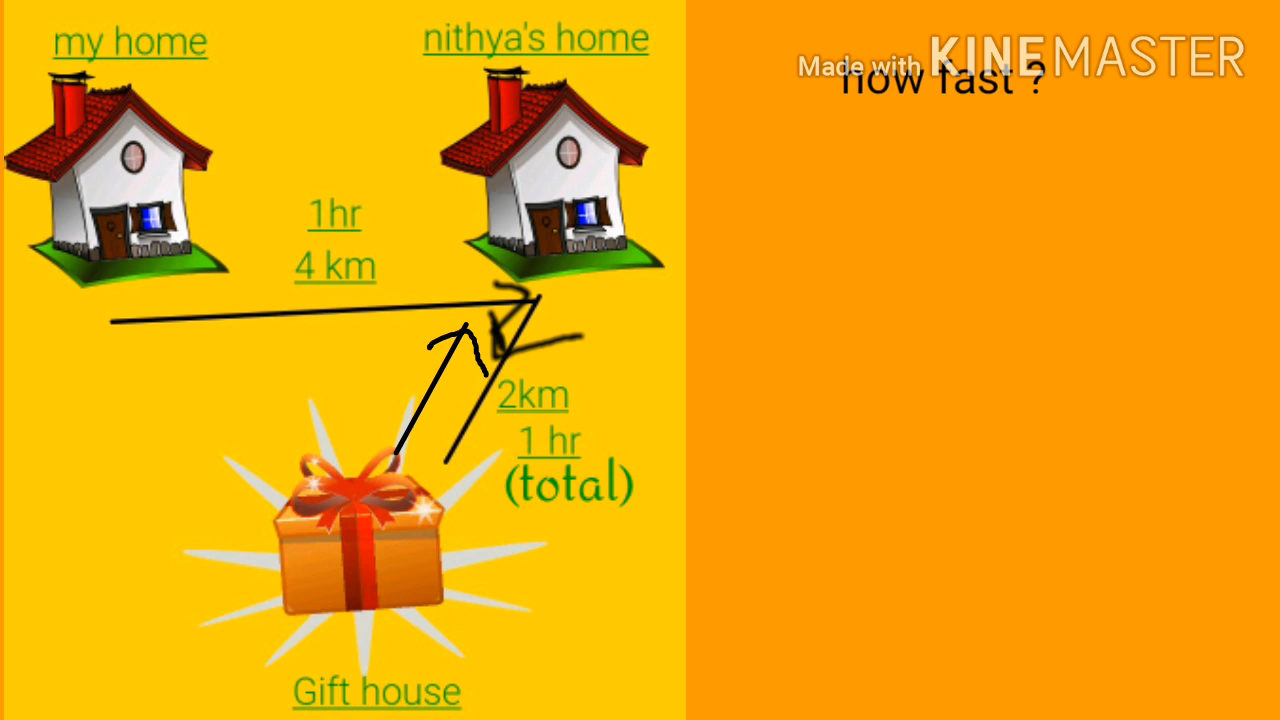 my home
nithya's home
1hr
4 km
2km
1 hr
(total)
Gift house
Made with KINEMASTER
how fast ?